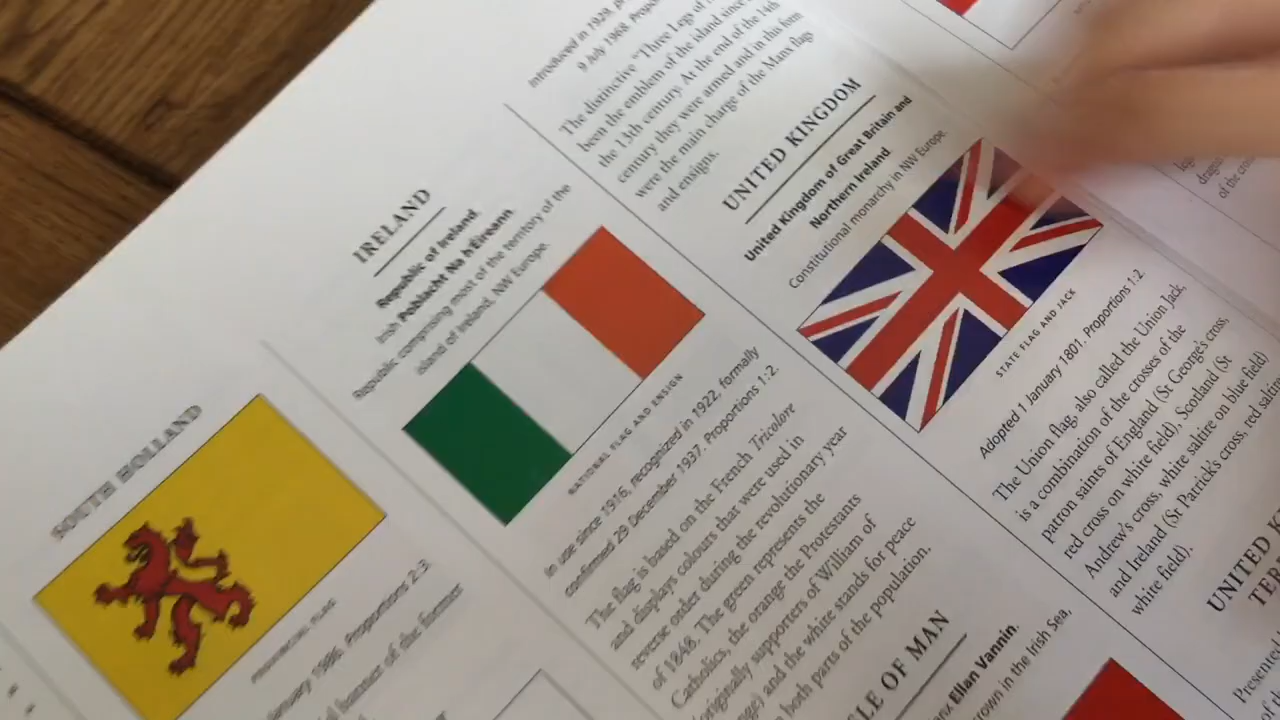 SOUTH HOLLAND
January 1986. Proportions 2:3.
banner of the former
IRELAND
Republic of Ireland,
Irish Poblacht Na hÉireann.
Republic comprising most of the territory of the
island of Ireland, NW Europe.
NATIONAL FLAG AND ENSIGN
In use since 1916, recognized in 1922, formally
confirmed 29 December 1937. Proportions 1:2.
The flag is based on the French Tricolore
and displays colours that were used in
reverse order during the revolutionary year
of 1848. The green represents the
Catholics, the orange the Protestants
(originally supporters of William of
and the white stands for peace
both parts of the population.
Introduced in 1929,
9 July 1968.
The distinctive "Three Legs of
been the emblem of the island since
the 13th century. At the end of the 14th
century they were armed and in this form
were the main charge of the Manx flags
and ensigns.
UNITED KINGDOM
United Kingdom of Great Britain and
Northern Ireland.
Constitutional monarchy in NW Europe.
STATE FLAG AND JACK
Adopted 1 January 1801. Proportions 1:2.
The Union flag, also called the Union Jack,
is a combination of the crosses of the
patron saints of England (St George's cross,
red cross on white field), Scotland (St
Andrew's cross, white saltire on blue field)
and Ireland (St Patrick's cross, red saltire
white field).
OF MAN
Ellan Vannin.
crown in the Irish Sea,
UNITED
Presented
of the